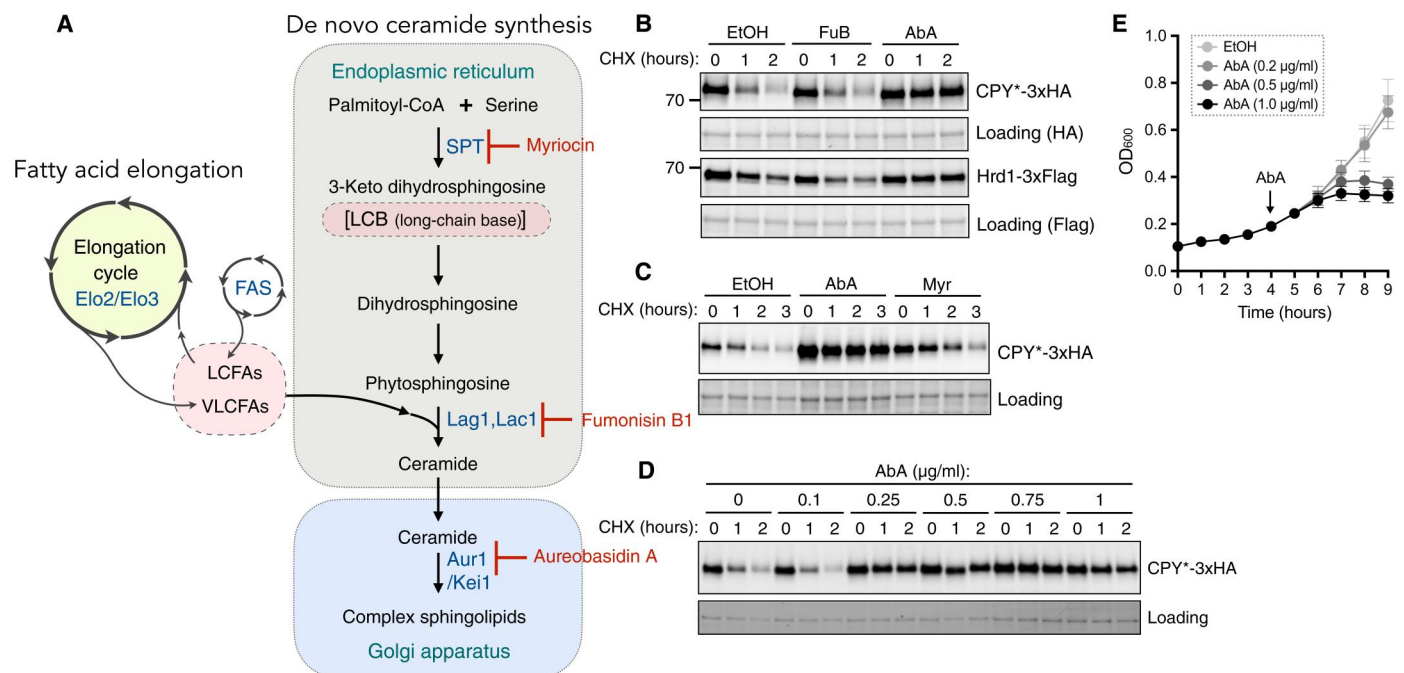 A
De novo ceramide synthesis
Endoplasmic reticulum
Palmitoyl-CoA + Serine
SPT
Myriocin
3-Keto dihydrosphingosine
[LCB (long-chain base)]
Dihydrosphingosine
Phytosphingosine
Lag1,Lac1
Fumonisin B1
Ceramide
Ceramide
Aur1
/Kei1
Aureobasidin A
Complex sphingolipids
Golgi apparatus
Fatty acid elongation
Elongation
cycle
Elo2/Elo3
FAS
LCFAs
VLCFAs
B
EtOH FuB AbA
CHX (hours): 0 1 2 0 1 2 0 1 2
70
CPY*-3xHA
Loading (HA)
70
Hrd1-3xFlag
Loading (Flag)
C
EtOH AbA Myr
CHX (hours): 0 1 2 3 0 1 2 3 0 1 2 3
CPY*-3xHA
Loading
D
AbA (µg/ml):
0 0.1 0.25 0.5 0.75 1
CHX (hours): 0 1 2 0 1 2 0 1 2 0 1 2 0 1 2 0 1 2
CPY*-3xHA
Loading
E
EtOH
AbA (0.2 µg/ml)
AbA (0.5 µg/ml)
AbA (1.0 µg/ml)
OD600
1.0
0.8
0.6
0.4
0.2
0.0
AbA
0 1 2 3 4 5 6 7 8 9
Time (hours)